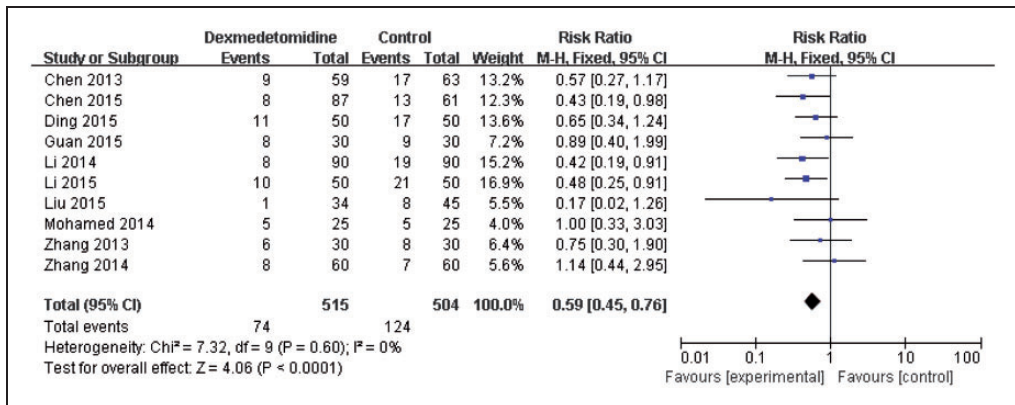 Dexmedetomidine Control Risk Ratio Risk Ratio
Study or Subgroup Events Total Events Total Weight M-H, Fixed, 95% CI M-H, Fixed, 95% CI
Chen 2013 9 59 17 63 13.2% 0.57 [0.27, 1.17]
Chen 2015 8 87 13 61 12.3% 0.43 [0.19, 0.98]
Ding 2015 11 50 17 50 13.6% 0.65 [0.34, 1.24]
Guan 2015 8 30 9 30 7.2% 0.89 [0.40, 1.99]
Li 2014 8 90 19 90 15.2% 0.42 [0.19, 0.91]
Li 2015 10 50 21 50 16.9% 0.48 [0.25, 0.91]
Liu 2015 1 34 8 45 5.5% 0.17 [0.02, 1.26]
Mohamed 2014 5 25 5 25 4.0% 1.00 [0.33, 3.03]
Zhang 2013 6 30 8 30 6.4% 0.75 [0.30, 1.90]
Zhang 2014 8 60 7 60 5.6% 1.14 [0.44, 2.95]
Total (95% CI) 515 504 100.0% 0.59 [0.45, 0.76]
Total events 74 124
Heterogeneity: Chi² = 7.32, df = 9 (P = 0.60); I² = 0%
Test for overall effect: Z = 4.06 (P < 0.0001)
0.01 0.1 1 10 100
Favours [experimental] Favours [control]